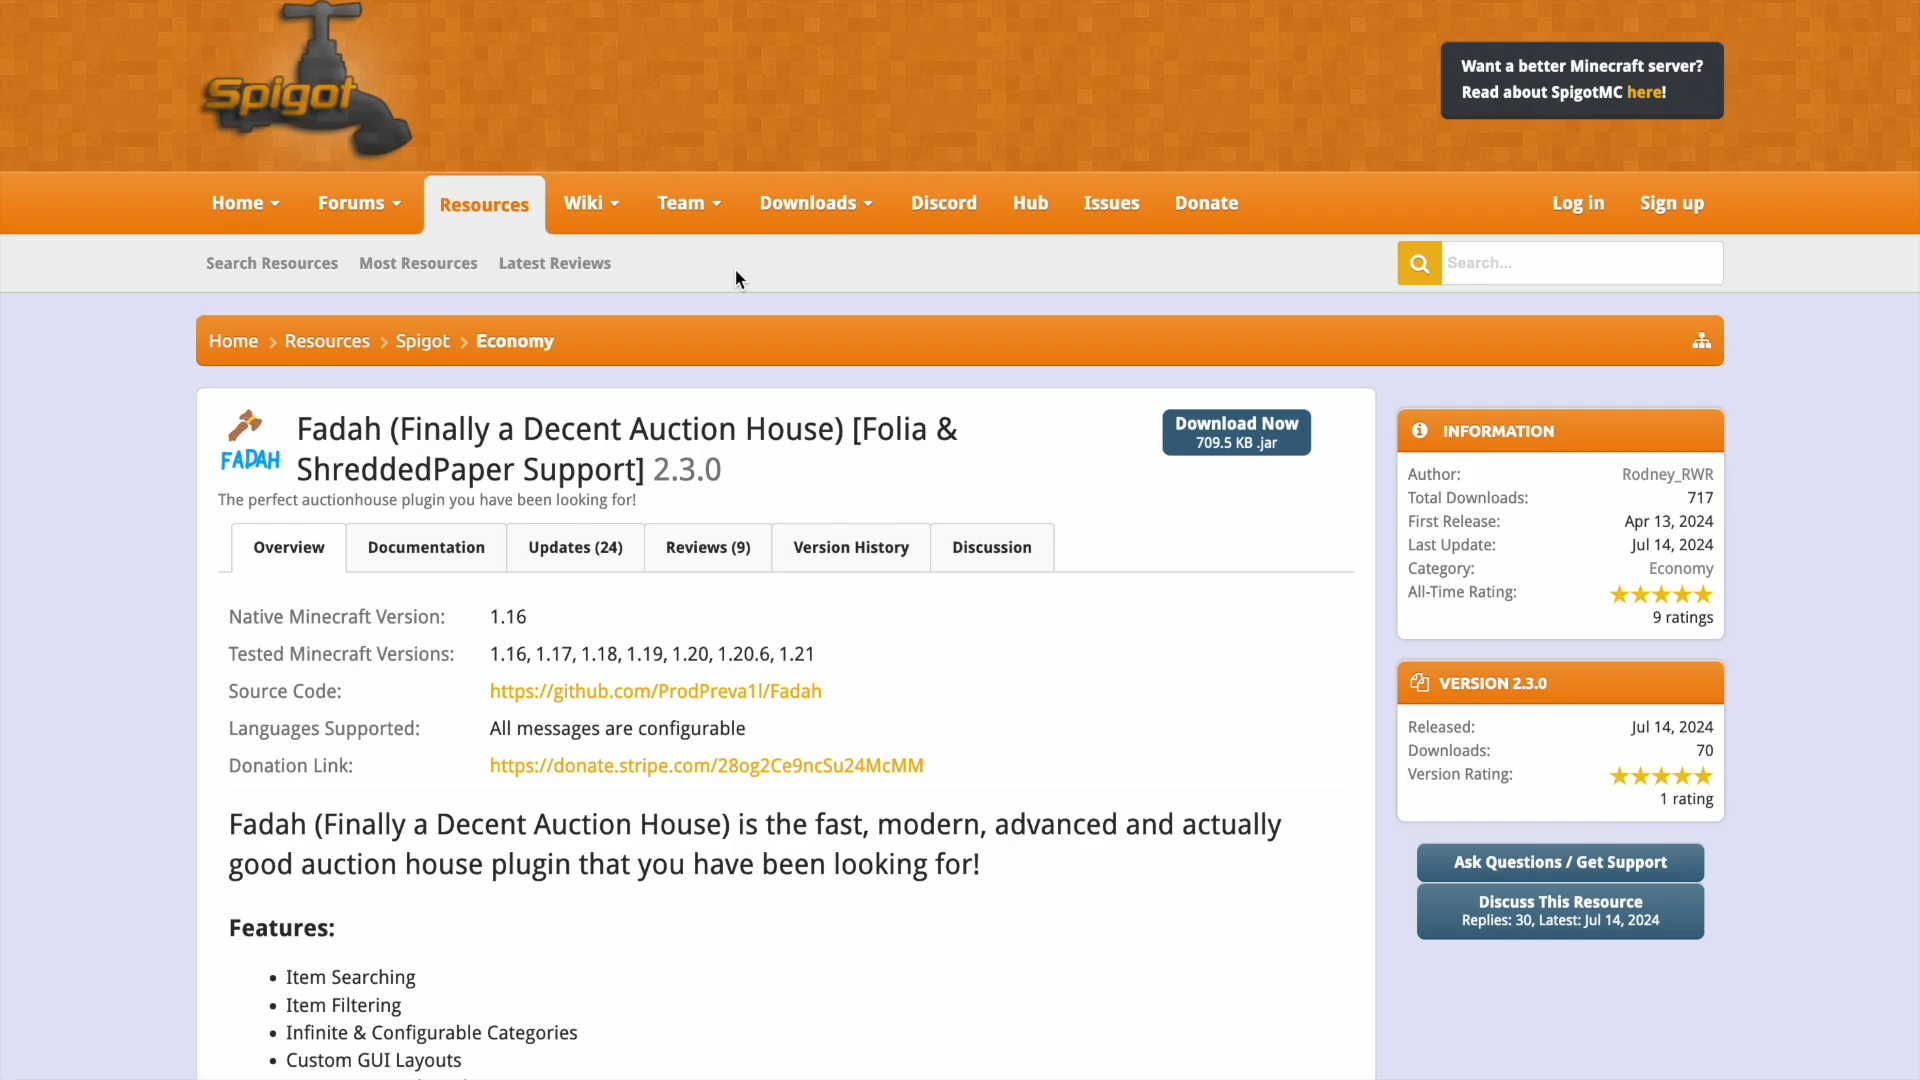 Spigot
Want a better Minecraft server?
Read about SpigotMC here!
Home
Forums
Resources
Wiki
Team
Downloads
Discord
Hub
Issues
Donate
Log in
Sign up
Search Resources
Most Resources
Latest Reviews
Search...
Home
Resources
Spigot
Economy
FADAH
Fadah (Finally a Decent Auction House) [Folia &
ShreddedPaper Support] 2.3.0
The perfect auctionhouse plugin you have been looking for!
Download Now
709.5 KB .jar
Overview
Documentation
Updates (24)
Reviews (9)
Version History
Discussion
Native Minecraft Version: 1.16
Tested Minecraft Versions: 1.16, 1.17, 1.18, 1.19, 1.20, 1.20.6, 1.21
Source Code: https://github.com/ProdPreva1l/Fadah
Languages Supported: All messages are configurable
Donation Link: https://donate.stripe.com/28og2Ce9ncSu24McMM
Fadah (Finally a Decent Auction House) is the fast, modern, advanced and actually
good auction house plugin that you have been looking for!
Features:
• Item Searching
• Item Filtering
• Infinite & Configurable Categories
• Custom GUI Layouts
INFORMATION
Author: Rodney_RWR
Total Downloads: 717
First Release: Apr 13, 2024
Last Update: Jul 14, 2024
Category: Economy
All-Time Rating:
9 ratings
VERSION 2.3.0
Released: Jul 14, 2024
Downloads: 70
Version Rating:
1 rating
Ask Questions / Get Support
Discuss This Resource
Replies: 30, Latest: Jul 14, 2024